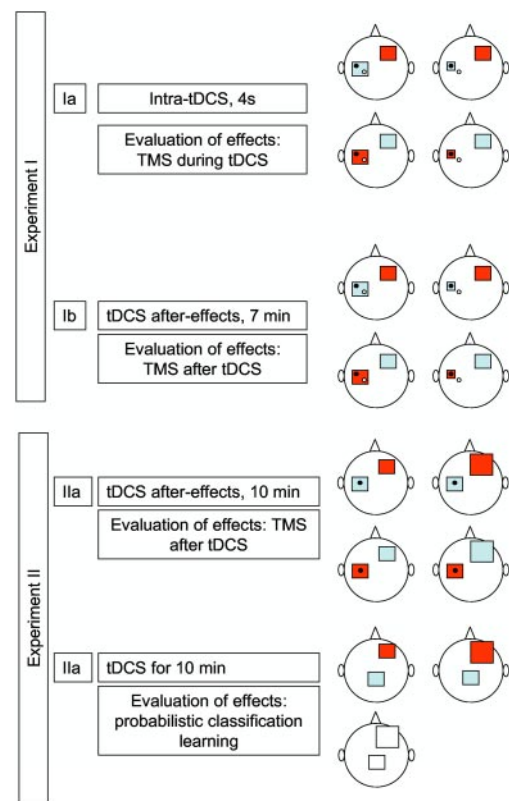 Experiment I
Ia
Intra-tDCS, 4s
Evaluation of effects:
TMS during tDCS
Ib
tDCS after-effects, 7 min
Evaluation of effects:
TMS after tDCS
Experiment II
IIa
tDCS after-effects, 10 min
Evaluation of effects: TMS
after tDCS
IIa
tDCS for 10 min
Evaluation of effects:
probabilistic classification
learning